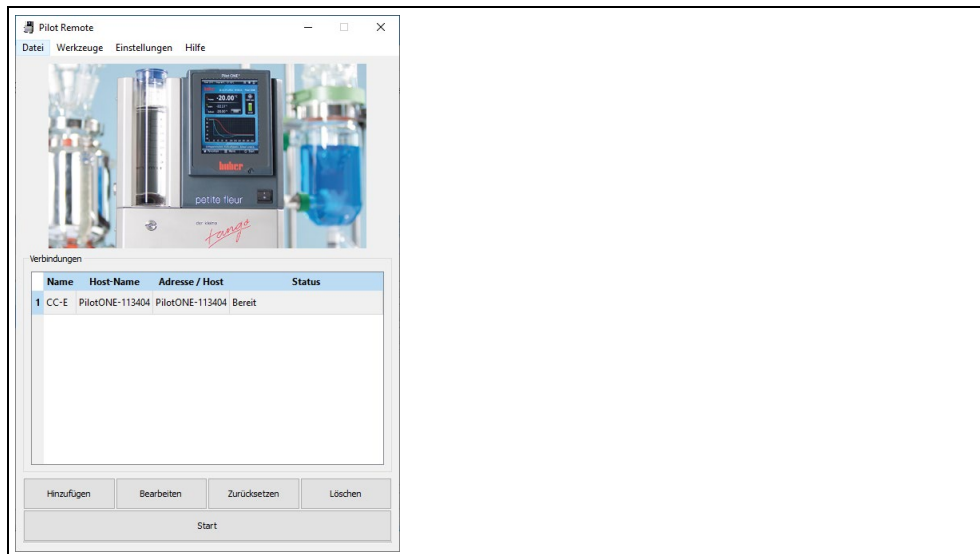 Pilot Remote
Datei Werkzeuge Einstellungen Hilfe
-20.00°
huber
petite fleur
tango
Verbindungen
Name Host-Name Adresse / Host Status
1 CC-E PilotONE-113404 PilotONE-113404 Bereit
Hinzufügen Bearbeiten Zurücksetzen Löschen
Start